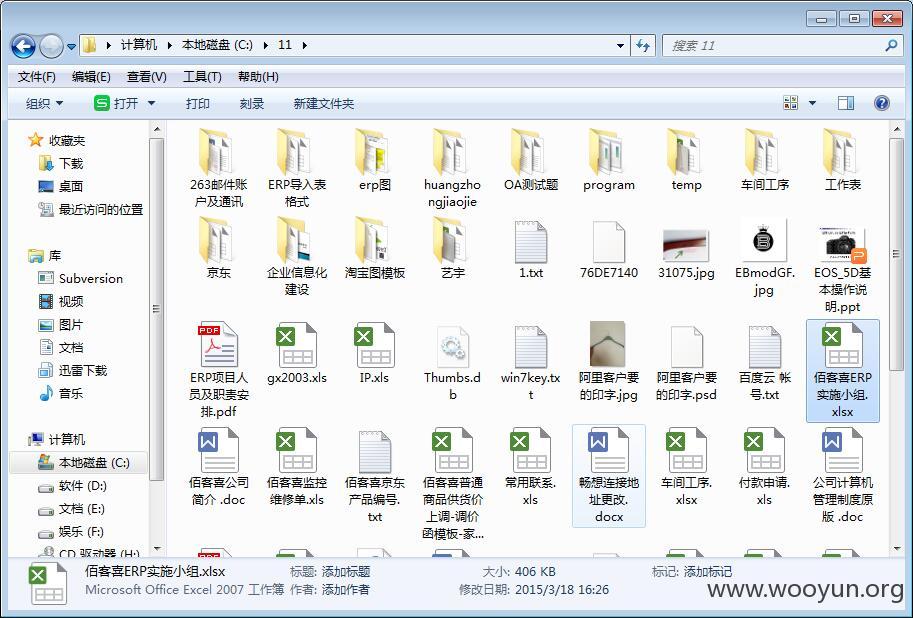 计算机 本地磁盘 (C:) 11
搜索 11
文件(F) 编辑(E) 查看(V) 工具(T) 帮助(H)
组织 打开 打印 刻录 新建文件夹
收藏夹
下载
桌面
最近访问的位置
库
Subversion
视频
图片
文档
迅雷下载
音乐
计算机
本地磁盘 (C:)
软件 (D:)
文档 (E:)
娱乐 (F:)
CD 驱动器 (H:)
263邮件账
户及通讯
ERP导入表
格式
erp图
huangzho
ngjiaojie
OA测试题
program
temp
车间工序
工作表
京东
企业信息化
建设
淘宝图模板
艺宇
1.txt
76DE7140
31075.jpg
EBmodGF.
jpg
EOS_5D基
本操作说
明.ppt
PDF
ERP项目人
员及职责安
排.pdf
gx2003.xls
IP.xls
Thumbs.d
b
win7key.tx
t
阿里客户要
的印字.jpg
阿里客户要
的印字.psd
百度云 帐
号.txt
佰客喜ERP
实施小组.
xlsx
佰客喜公司
简介 .doc
佰客喜监控
维修单.xls
佰客喜京东
产品编号.
txt
佰客喜普通
商品供货价
上调-调价
函模板-家...
常用联系.
xls
畅想连接地
址更改.
docx
车间工序.
xlsx
付款申请.
xls
公司计算机
管理制度原
版 .doc
佰客喜ERP实施小组.xlsx 标题: 添加标题 大小: 406 KB 标记: 添加标记
Microsoft Office Excel 2007 工作簿 作者: 添加作者 修改日期: 2015/3/18 16:26
www.wooyun.org